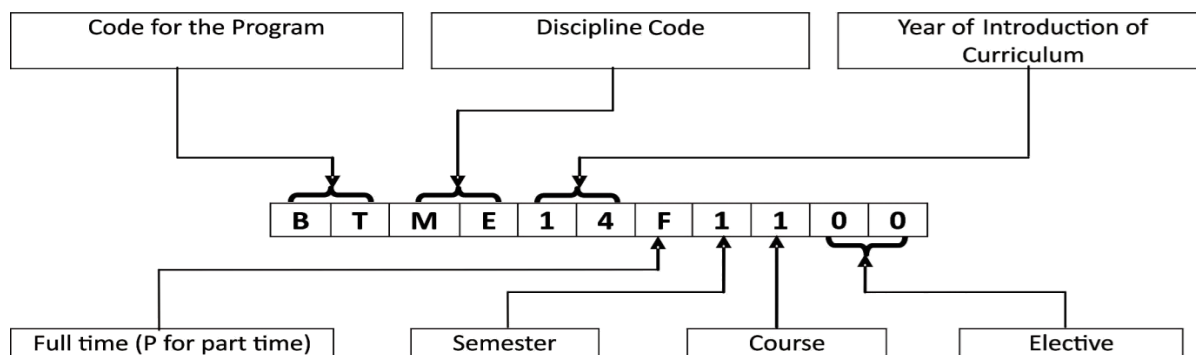 Code for the Program
Discipline Code
Year of Introduction of
Curriculum
B T M E 1 4 F 1 1 0 0
Full time (P for part time)
Semester
Course
Elective